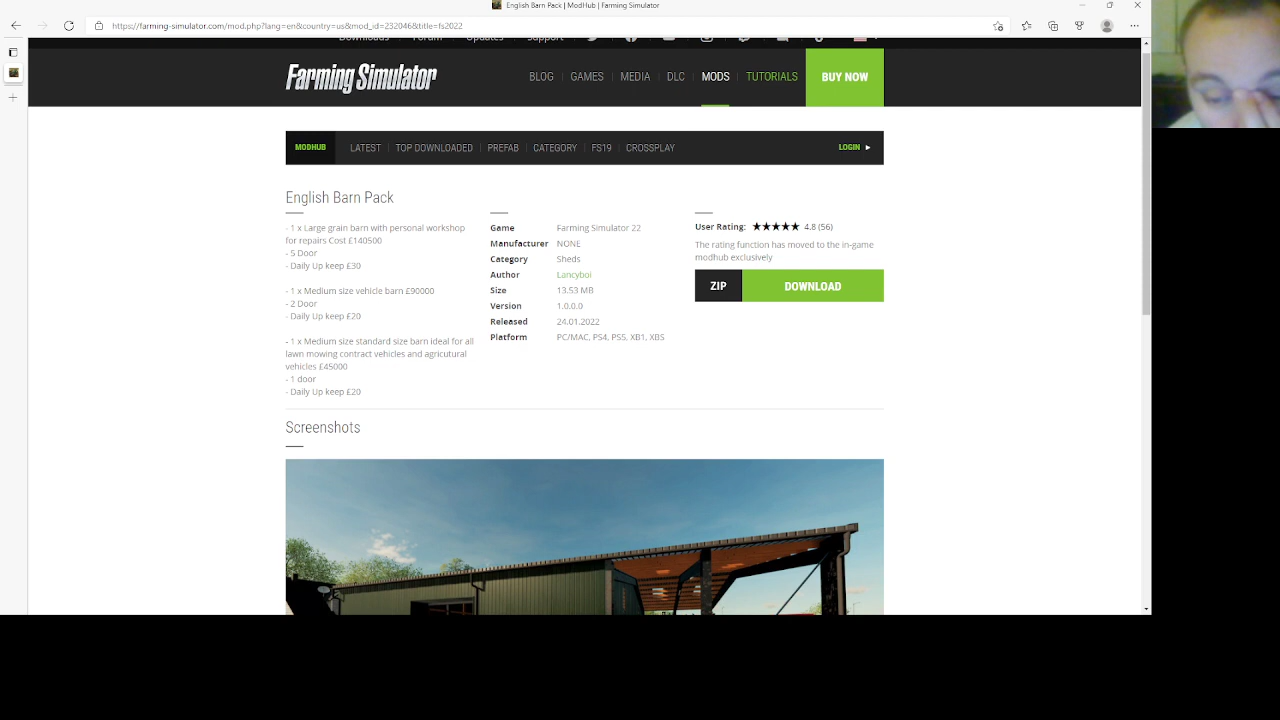 English Barn Pack | ModHub | Farming Simulator
https://farming-simulator.com/mod.php?lang=en&country=us&mod_id=232046&title=fs2022
Downloads Forum Updates Support
Farming Simulator
BLOG GAMES MEDIA DLC MODS TUTORIALS BUY NOW
MODHUB LATEST TOP DOWNLOADED PREFAB CATEGORY FS19 CROSSPLAY LOGIN
English Barn Pack
- 1 x Large grain barn with personal workshop
for repairs Cost £140500
- 5 Door
- Daily Up keep £30
- 1 x Medium size vehicle barn £90000
- 2 Door
- Daily Up keep £20
- 1 x Medium size standard size barn ideal for all
lawn mowing contract vehicles and agricutural
vehicles £45000
- 1 door
- Daily Up keep £20
Game Farming Simulator 22
Manufacturer NONE
Category Sheds
Author Lancyboi
Size 13.53 MB
Version 1.0.0.0
Released 24.01.2022
Platform PC/MAC, PS4, PS5, XB1, XBS
User Rating: 4.8 (56)
The rating function has moved to the in-game
modhub exclusively
ZIP DOWNLOAD
Screenshots